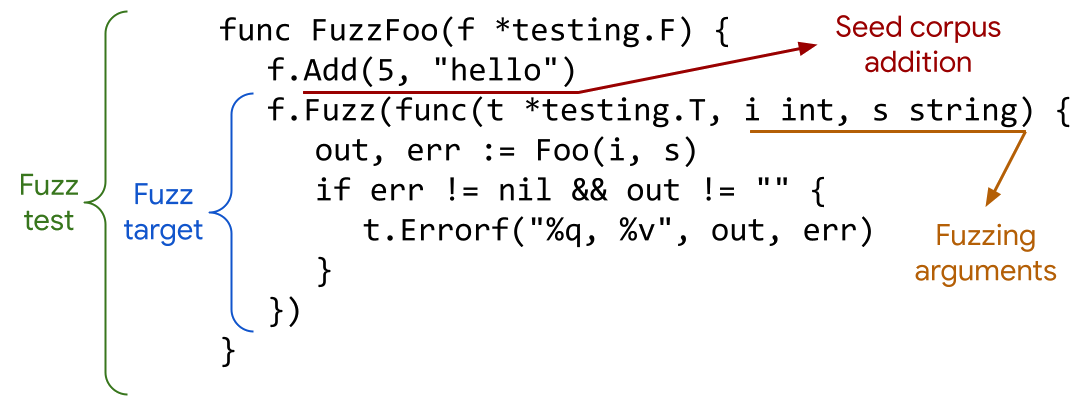 func FuzzFoo(f *testing.F) {
f.Add(5, "hello")
f.Fuzz(func(t *testing.T, i int, s string) {
out, err := Foo(i, s)
if err != nil && out != "" {
t.Errorf("%q, %v", out, err)
}
})
}
Seed corpus
addition
Fuzz
test
Fuzz
target
Fuzzing
arguments